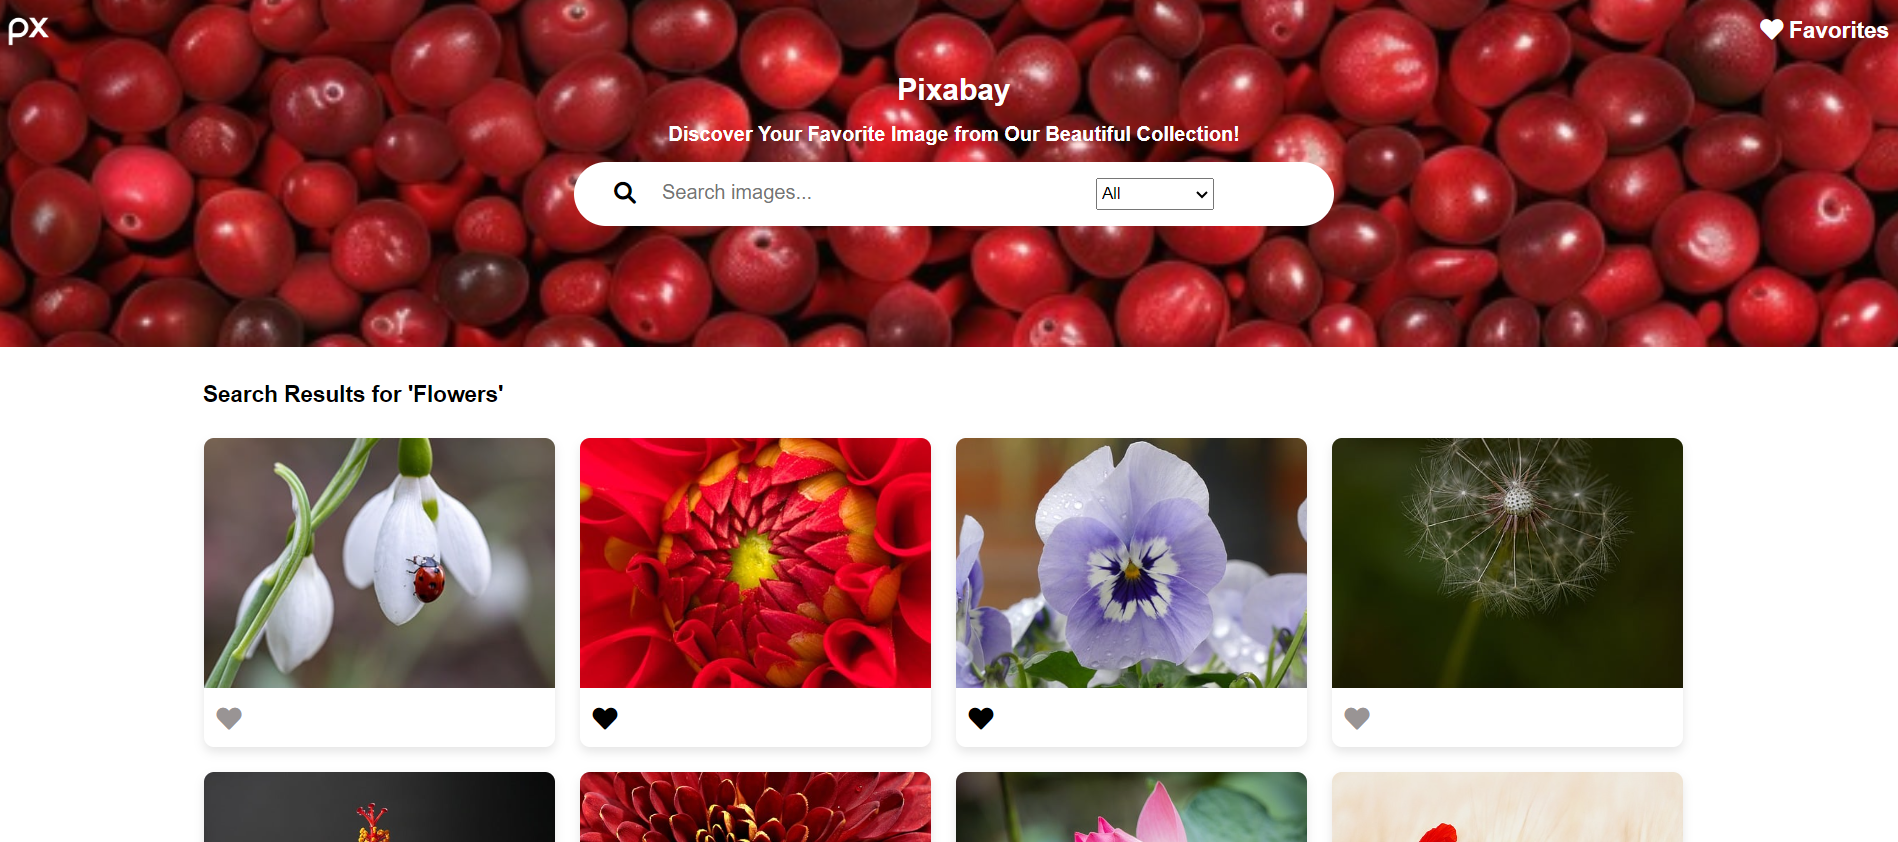 px
Favorites
Pixabay
Discover Your Favorite Image from Our Beautiful Collection!
Search images...
All
Search Results for 'Flowers'